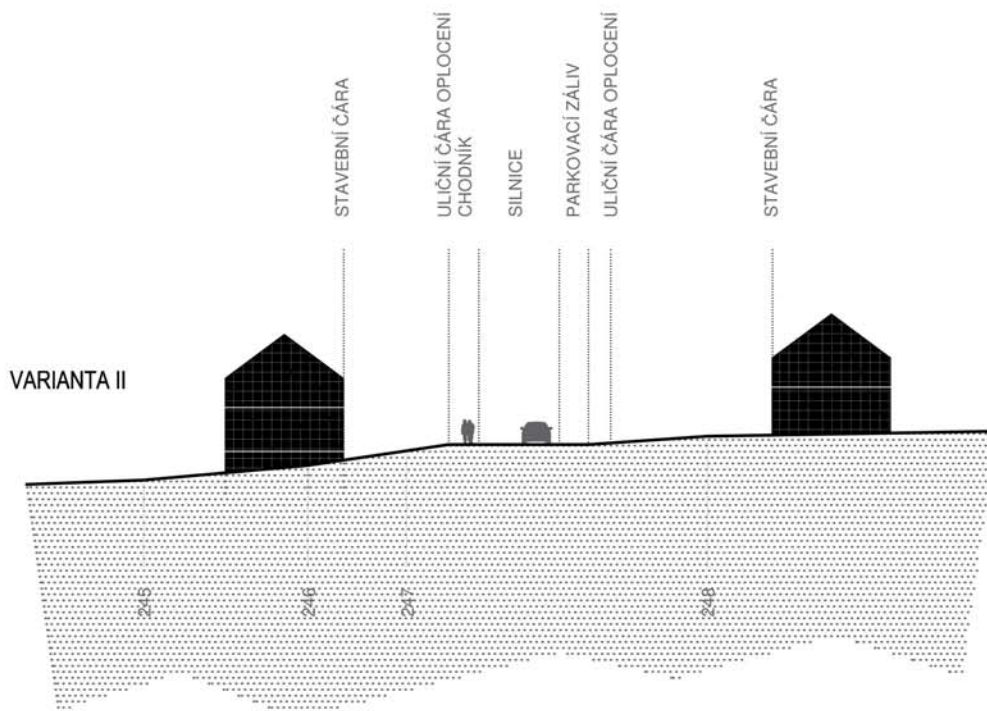 STAVEBNÍ ČÁRA
ULIČNÍ ČÁRA OPLOCENÍ
CHODNÍK
SILNICE
PARKOVACÍ ZÁLIV
ULIČNÍ ČÁRA OPLOCENÍ
STAVEBNÍ ČÁRA
VARIANTA II
245
246
247
248